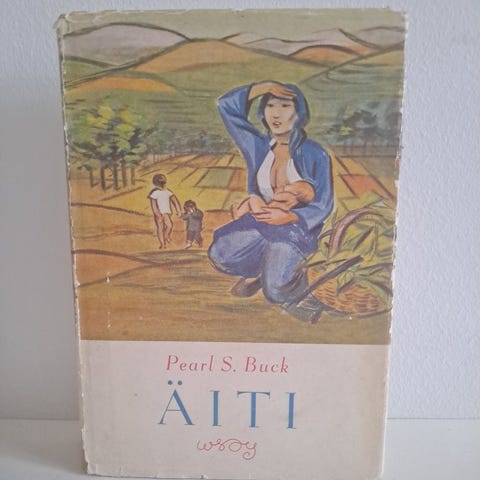 Pearl S. Buck
ÄITI
wsoy